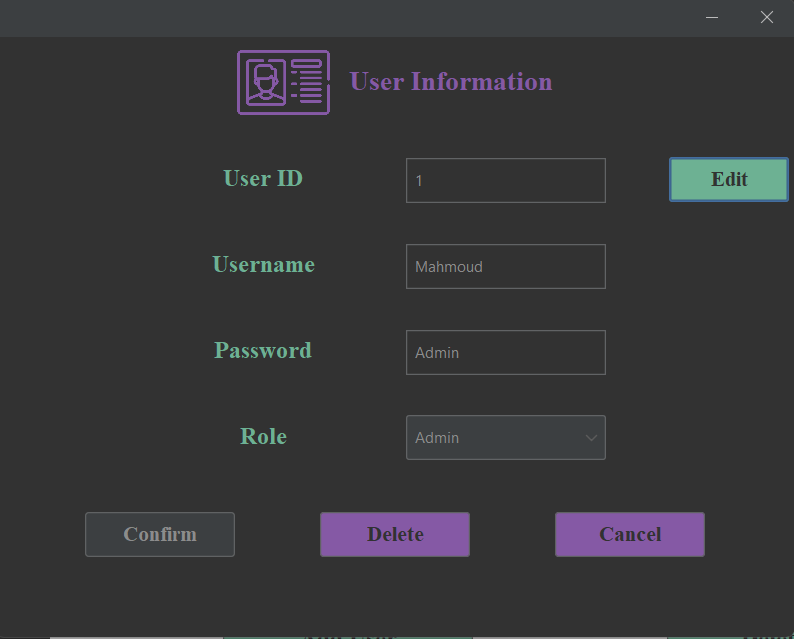 User Information
User ID
1
Edit
Username
Mahmoud
Password
Admin
Role
Admin
Confirm
Delete
Cancel